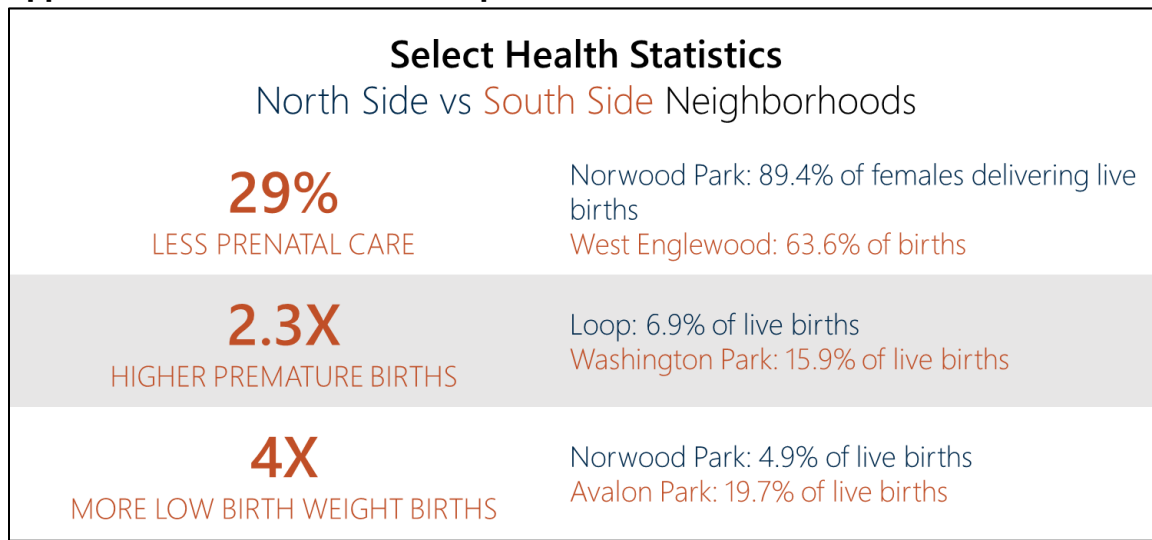 Select Health Statistics
North Side vs South Side Neighborhoods
29%
LESS PRENATAL CARE
Norwood Park: 89.4% of females delivering live
births
West Englewood: 63.6% of births
2.3X
HIGHER PREMATURE BIRTHS
Loop: 6.9% of live births
Washington Park: 15.9% of live births
4X
MORE LOW BIRTH WEIGHT BIRTHS
Norwood Park: 4.9% of live births
Avalon Park: 19.7% of live births